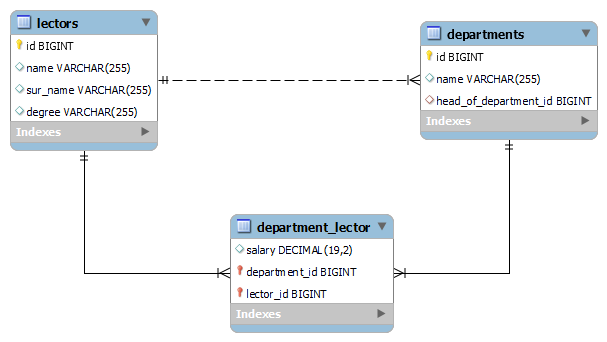 lectors
id BIGINT
name VARCHAR(255)
sur_name VARCHAR(255)
degree VARCHAR(255)
Indexes
departments
id BIGINT
name VARCHAR(255)
head_of_department_id BIGINT
Indexes
department_lector
salary DECIMAL(19,2)
department_id BIGINT
lector_id BIGINT
Indexes